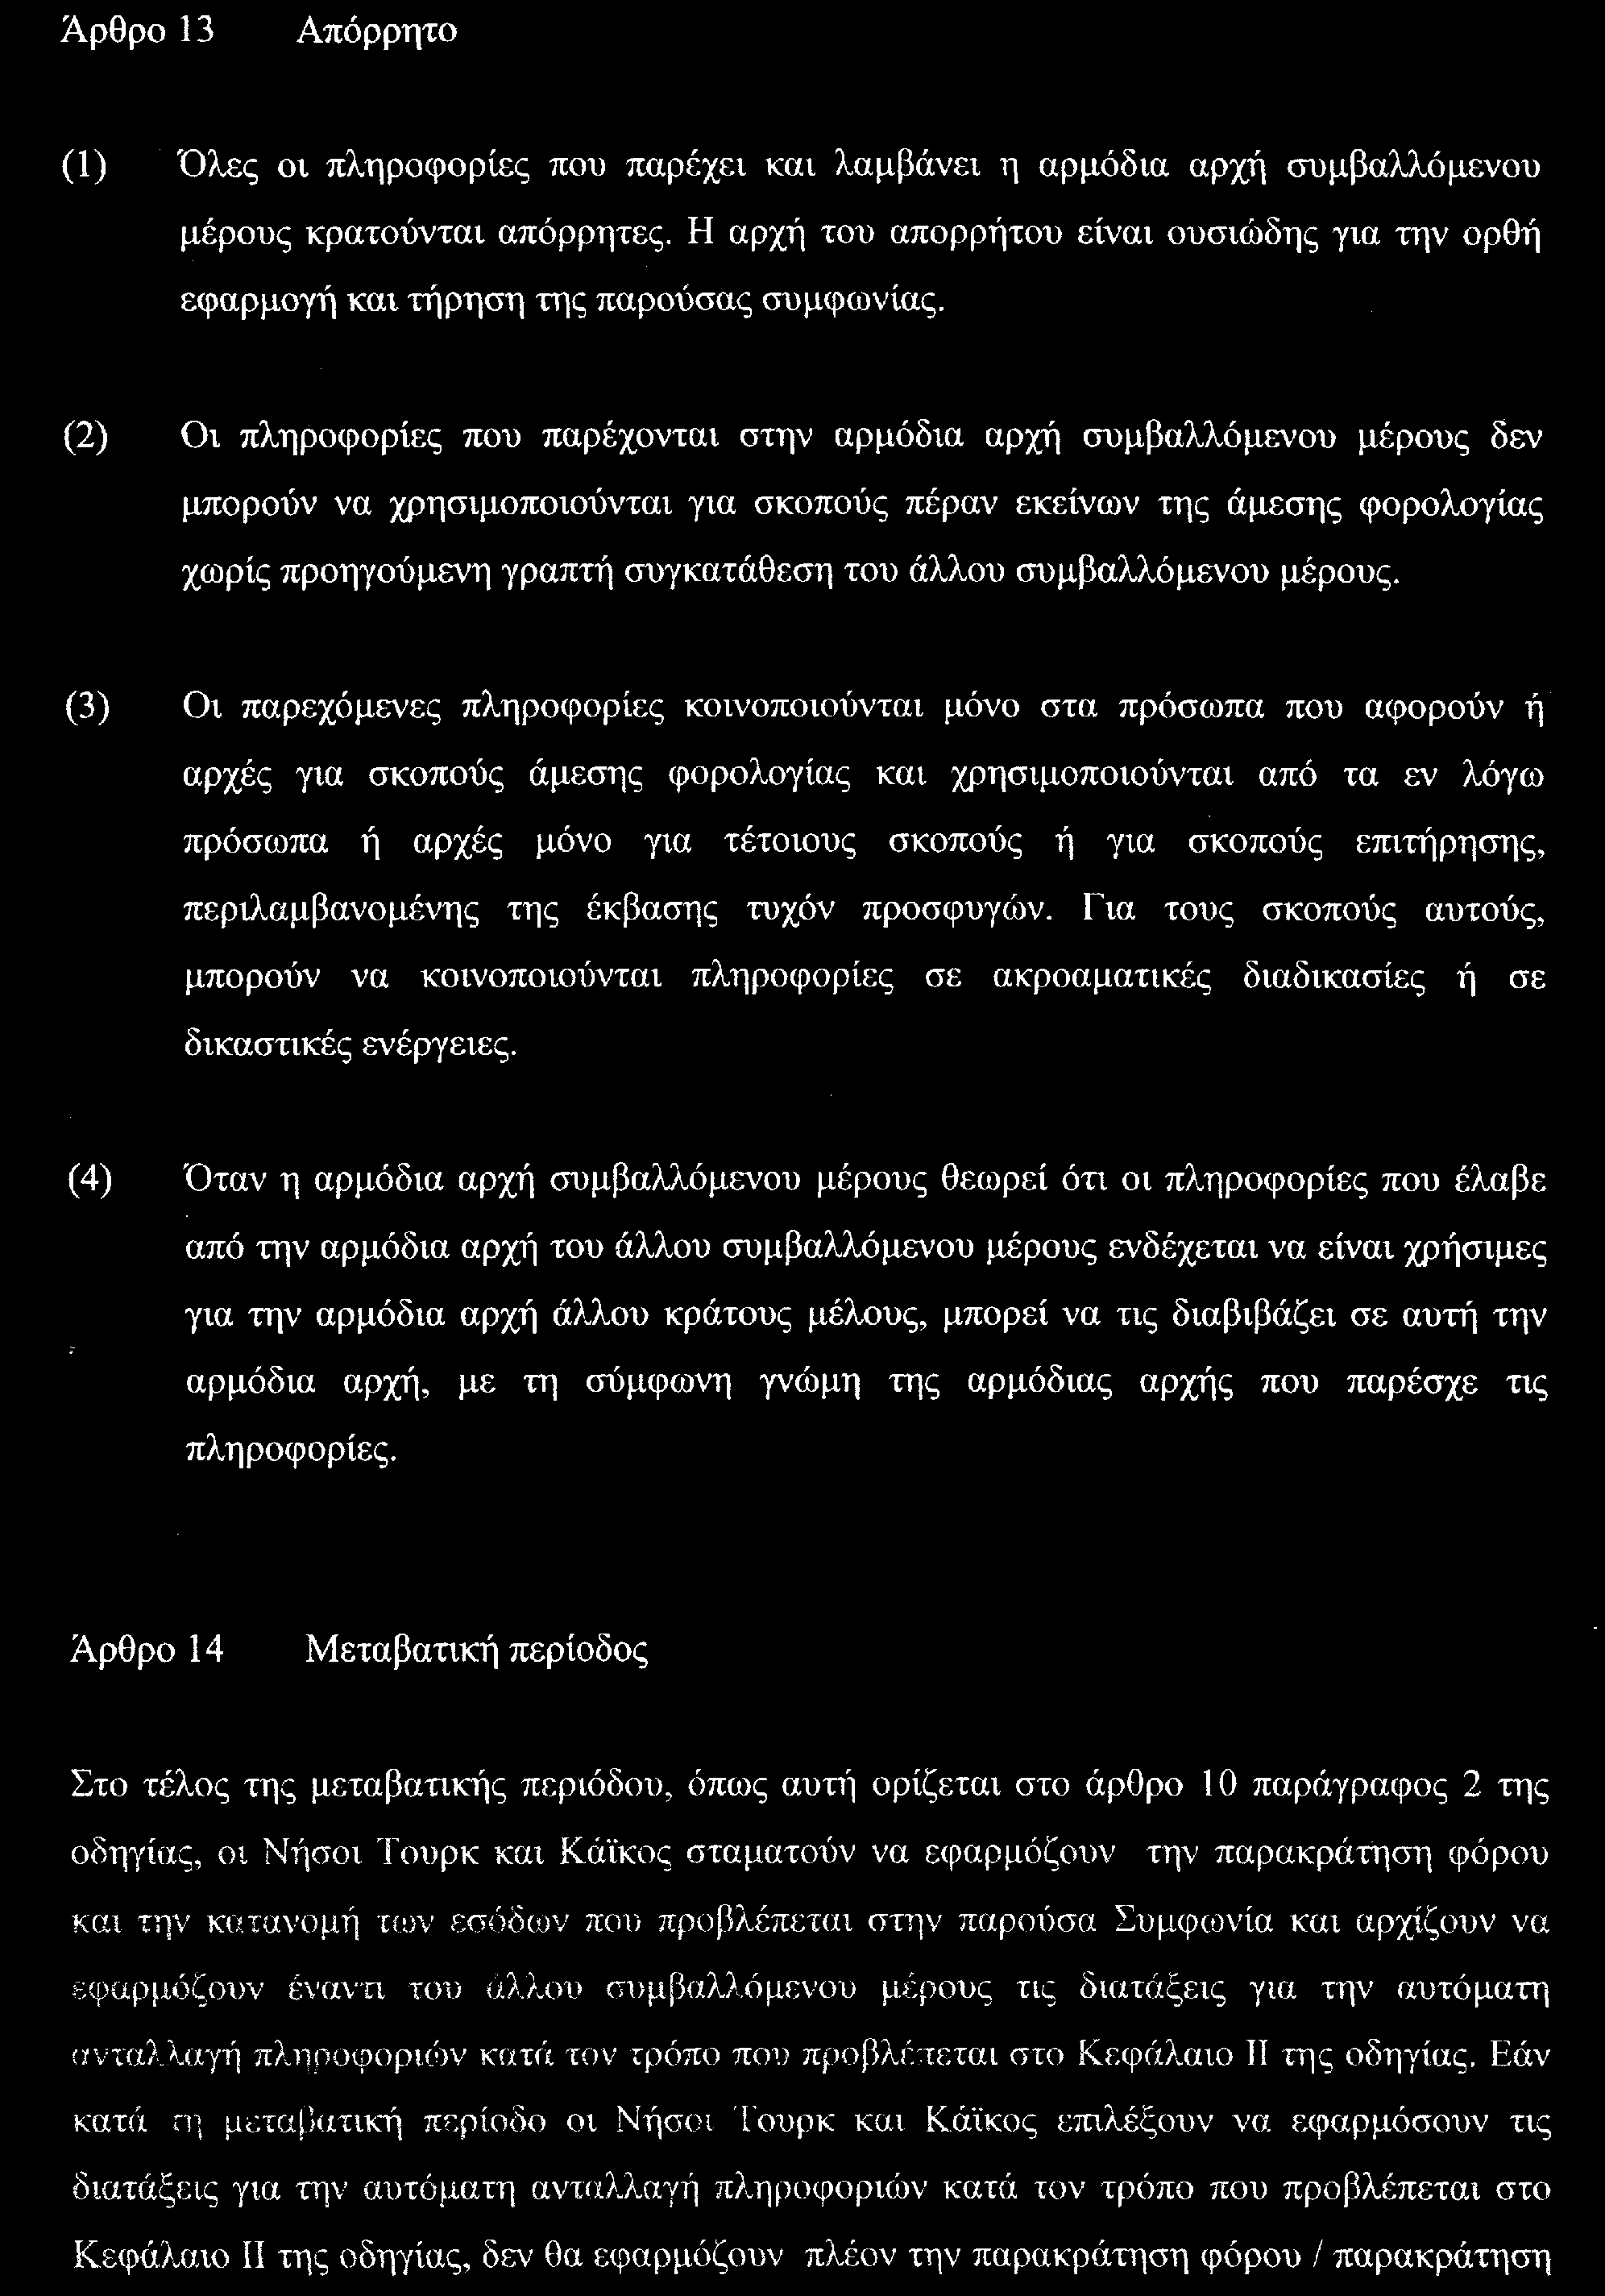 Άρθρο 13 Απόρρητο
(1) Όλες οι πληροφορίες που παρέχει και λαμβάνει η αρμόδια αρχή συμβαλλόμενου
μέρους κρατούνται απόρρητες. Η αρχή του απορρήτου είναι ουσιώδης για την ορθή
εφαρμογή και τήρηση της παρούσας συμφωνίας.
(2) Οι πληροφορίες που παρέχονται στην αρμόδια αρχή συμβαλλόμενου μέρους δεν
μπορούν να χρησιμοποιούνται για σκοπούς πέραν εκείνων της άμεσης φορολογίας
χωρίς προηγούμενη γραπτή συγκατάθεση του άλλου συμβαλλόμενου μέρους.
(3) Οι παρεχόμενες πληροφορίες κοινοποιούνται μόνο στα πρόσωπα που αφορούν ή
αρχές για σκοπούς άμεσης φορολογίας και χρησιμοποιούνται από τα εν λόγω
πρόσωπα ή αρχές μόνο για τέτοιους σκοπούς ή για σκοπούς επιτήρησης,
περιλαμβανομένης της έκβασης τυχόν προσφυγών. Για τους σκοπούς αυτούς,
μπορούν να κοινοποιούνται πληροφορίες σε ακροαματικές διαδικασίες ή σε
δικαστικές ενέργειες.
(4) Όταν η αρμόδια αρχή συμβαλλόμενου μέρους θεωρεί ότι οι πληροφορίες που έλαβε
από την αρμόδια αρχή του άλλου συμβαλλόμενου μέρους ενδέχεται να είναι χρήσιμες
για την αρμόδια αρχή άλλου κράτους μέλους, μπορεί να τις διαβιβάζει σε αυτή την
αρμόδια αρχή, με τη σύμφωνη γνώμη της αρμόδιας αρχής που παρέσχε τις
πληροφορίες.
Άρθρο 14 Μεταβατική περίοδος
Στο τέλος της μεταβατικής περιόδου, όπως αυτή ορίζεται στο άρθρο 10 παράγραφος 2 της
οδηγίας, οι Νήσοι Τουρκ και Κάϊκος σταματούν να εφαρμόζουν την παρακράτηση φόρου
και την κατανομή των εσόδων που προβλέπεται στην παρούσα Συμφωνία και αρχίζουν να
εφαρμόζουν έναντι του άλλου συμβαλλόμενου μέρους τις διατάξεις για την αυτόματη
ανταλλαγή πληροφοριών κατά τον τρόπο που προβλέπεται στο Κεφάλαιο ΙΙ της οδηγίας. Εάν
κατά τη μεταβατική περίοδο οι Νήσοι Τουρκ και Κάϊκος επιλέξουν να εφαρμόσουν τις
διατάξεις για την αυτόματη ανταλλαγή πληροφοριών κατά τον τρόπο που προβλέπεται στο
Κεφάλαιο ΙΙ της οδηγίας, δεν θα εφαρμόζουν πλέον την παρακράτηση φόρου / παρακράτηση